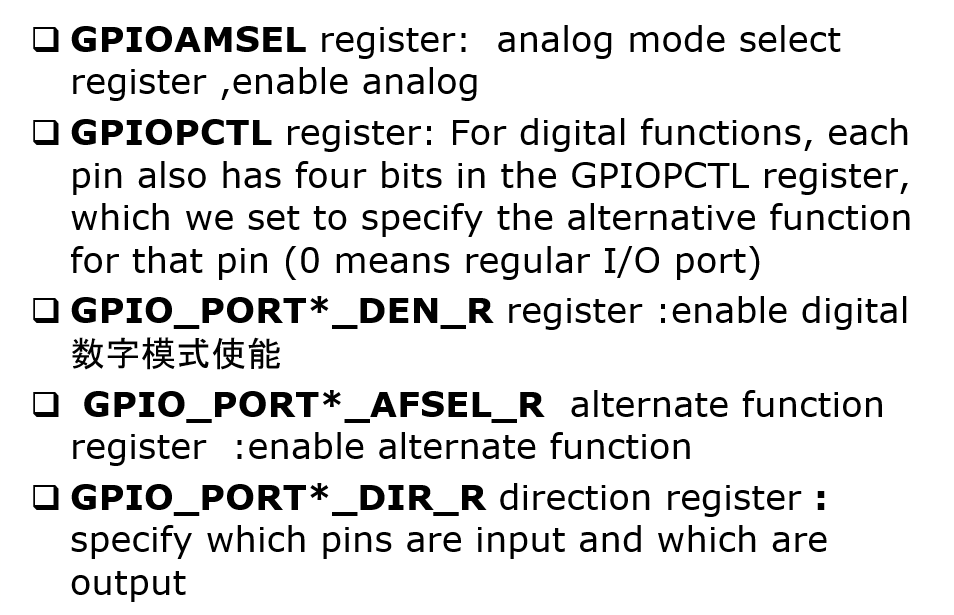 ❑ GPIOAMSEL register: analog mode select
register ,enable analog
❑ GPIOPCTL register: For digital functions, each
pin also has four bits in the GPIOPCTL register,
which we set to specify the alternative function
for that pin (0 means regular I/O port)
❑ GPIO_PORT*_DEN_R register :enable digital
数字模式使能
❑ GPIO_PORT*_AFSEL_R alternate function
register :enable alternate function
❑ GPIO_PORT*_DIR_R direction register :
specify which pins are input and which are
output